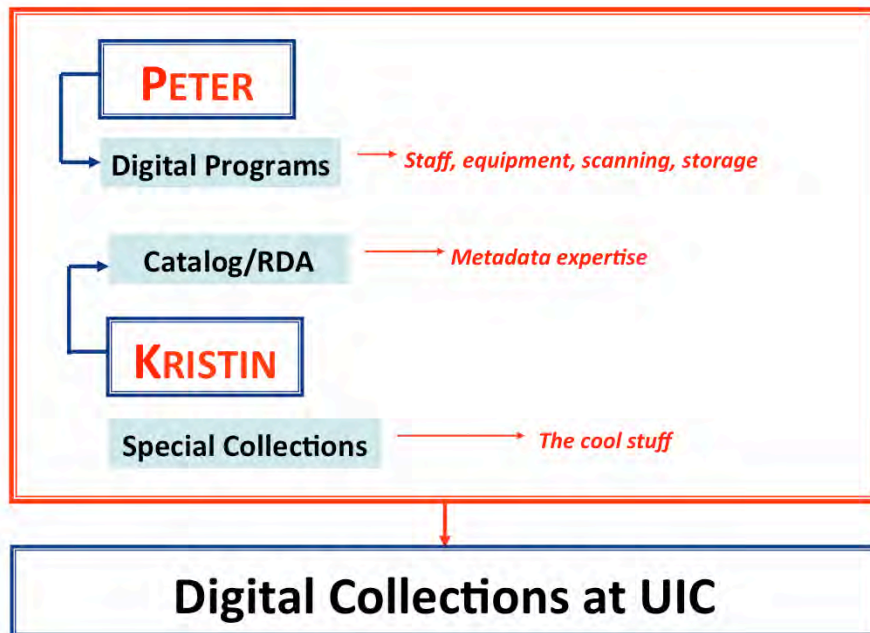 PETER
Digital Programs
Staff, equipment, scanning, storage
Catalog/RDA
Metadata expertise
KRISTIN
Special Collections
The cool stuff
Digital Collections at UIC